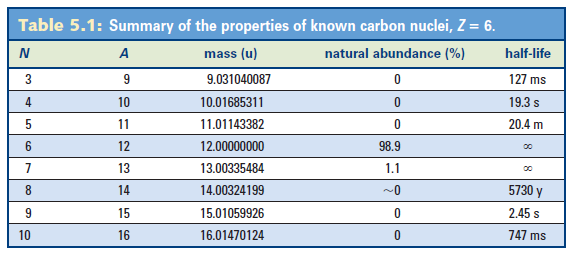 Table 5.1: Summary of the properties of known carbon nuclei, Z = 6.
N A mass (u) natural abundance (%) half-life
3 9 9.031040087 0 127 ms
4 10 10.01685311 0 19.3 s
5 11 11.01143382 0 20.4 m
6 12 12.00000000 98.9 ∞
7 13 13.00335484 1.1 ∞
8 14 14.00324199 ~0 5730 y
9 15 15.01059926 0 2.45 s
10 16 16.01470124 0 747 ms